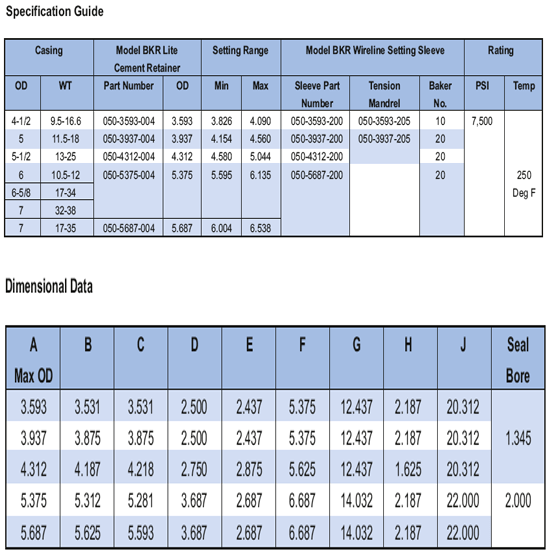 Specification Guide
Casing Model BKR Lite Cement Retainer Setting Range Model BKR Wireline Setting Sleeve Rating
OD WT Part Number OD Min Max Sleeve Part Number Tension Mandrel Baker No. PSI Temp
4-1/2 9.5-16.6 050-3593-004 3.593 3.826 4.090 050-3593-200 050-3593-205 10 7,500
5 11.5-18 050-3937-004 3.937 4.154 4.560 050-3937-200 050-3937-205 20
5-1/2 13-25 050-4312-004 4.312 4.580 5.044 050-4312-200 20
6 10.5-12 050-5375-004 5.375 5.595 6.135 050-5687-200 20 250
6-5/8 17-34 Deg F
7 32-38
7 17-35 050-5687-004 5.687 6.004 6.538
Dimensional Data
A Max OD B C D E F G H J Seal Bore
3.593 3.531 3.531 2.500 2.437 5.375 12.437 2.187 20.312
3.937 3.875 3.875 2.500 2.437 5.375 12.437 2.187 20.312 1.345
4.312 4.187 4.218 2.750 2.875 5.625 12.437 1.625 20.312
5.375 5.312 5.281 3.687 2.687 6.687 14.032 2.187 22.000 2.000
5.687 5.625 5.593 3.687 2.687 6.687 14.032 2.187 22.000